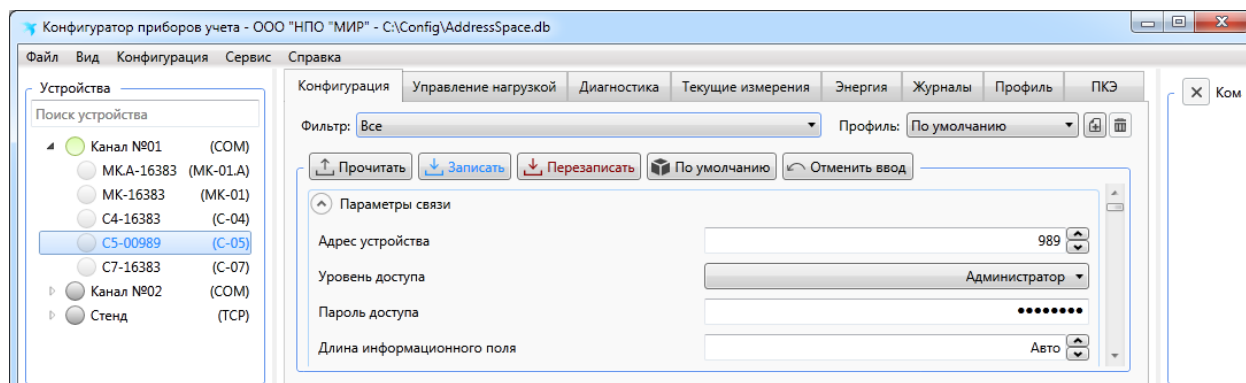 Конфигуратор приборов учета - ООО "НПО "МИР" - C:\Config\AddressSpace.db
Файл Вид Конфигурация Сервис Справка
Устройства
Поиск устройства
Канал №01 (COM)
МК.А-16383 (МК-01.А)
МК-16383 (МК-01)
С4-16383 (С-04)
С5-00989 (С-05)
С7-16383 (С-07)
Канал №02 (COM)
Стенд (TCP)
Конфигурация Управление нагрузкой Диагностика Текущие измерения Энергия Журналы Профиль ПКЭ
Фильтр: Все Профиль: По умолчанию
Прочитать Записать Перезаписать По умолчанию Отменить ввод
Параметры связи
Адрес устройства 989
Уровень доступа Администратор
Пароль доступа ••••••••
Длина информационного поля Авто
Ком